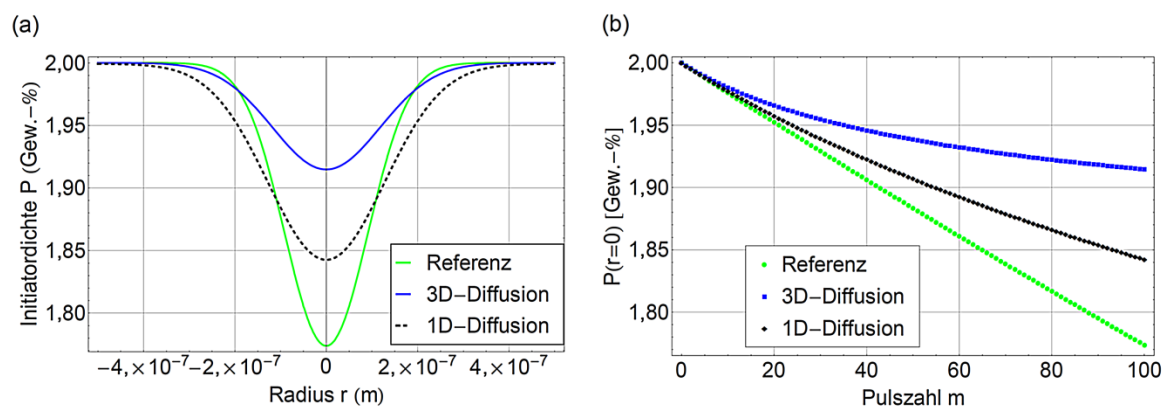 (a)
Initiatordichte P (Gew.−%)
2,00
1,95
1,90
1,85
1,80
−4,×10⁻⁷
−2,×10⁻⁷
0
2,×10⁻⁷
4,×10⁻⁷
Radius r (m)
Referenz
3D−Diffusion
1D−Diffusion
(b)
P(r=0) [Gew.−%]
2,00
1,95
1,90
1,85
1,80
0
20
40
60
80
100
Pulszahl m
Referenz
3D−Diffusion
1D−Diffusion